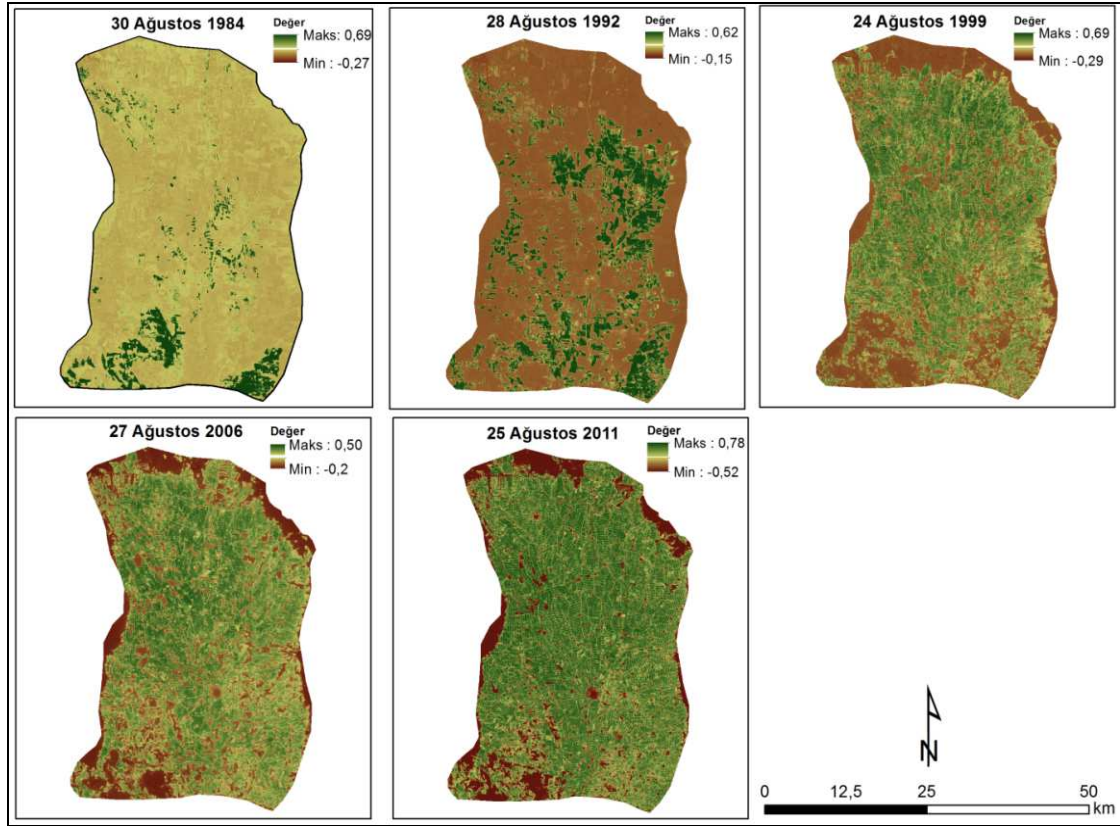 30 Ağustos 1984
Değer
Maks: 0,69
Min : -0,27
28 Ağustos 1992
Değer
Maks : 0,62
Min : -0,15
24 Ağustos 1999
Değer
Maks : 0,69
Min : -0,29
27 Ağustos 2006
Değer
Maks : 0,50
Min : -0,2
25 Ağustos 2011
Değer
Maks : 0,78
Min : -0,52
N
0 12,5 25 50
km